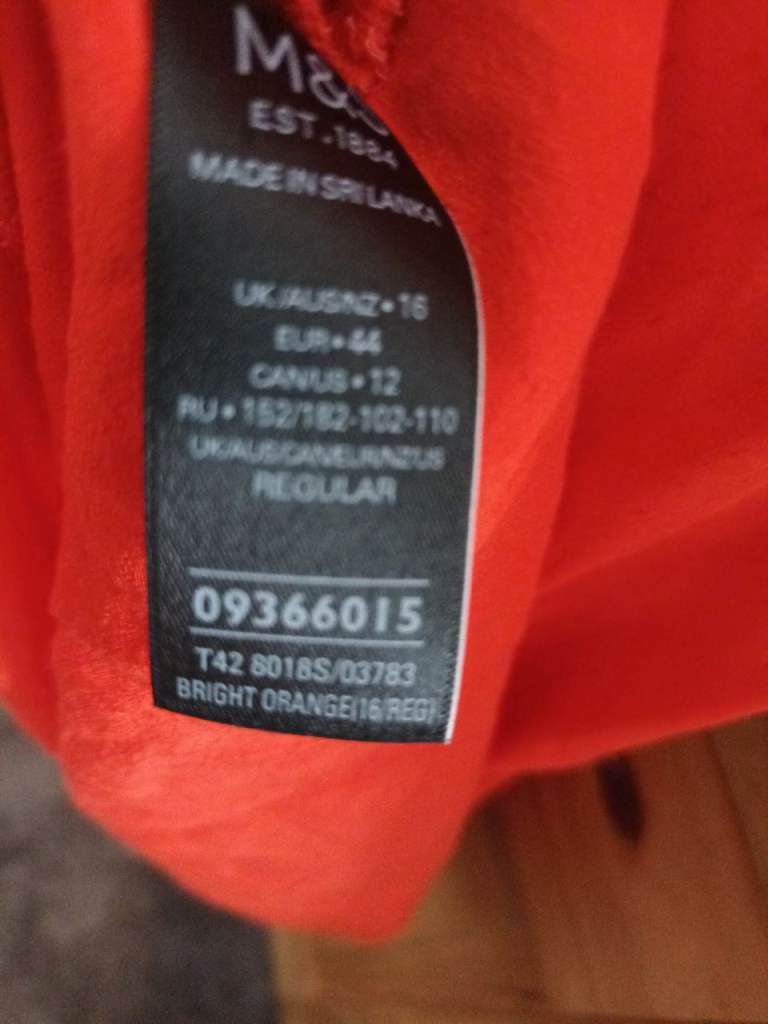 M&S
EST. 1884
MADE IN SRI LANKA
UK/AUS/NZ • 16
EUR • 44
CAN/US • 12
RU • 152/182-102-110
UK/AUS/CAN/EUR/NZ/US
REGULAR
09366015
T42 8018S/03783
BRIGHT ORANGE(16/REG)